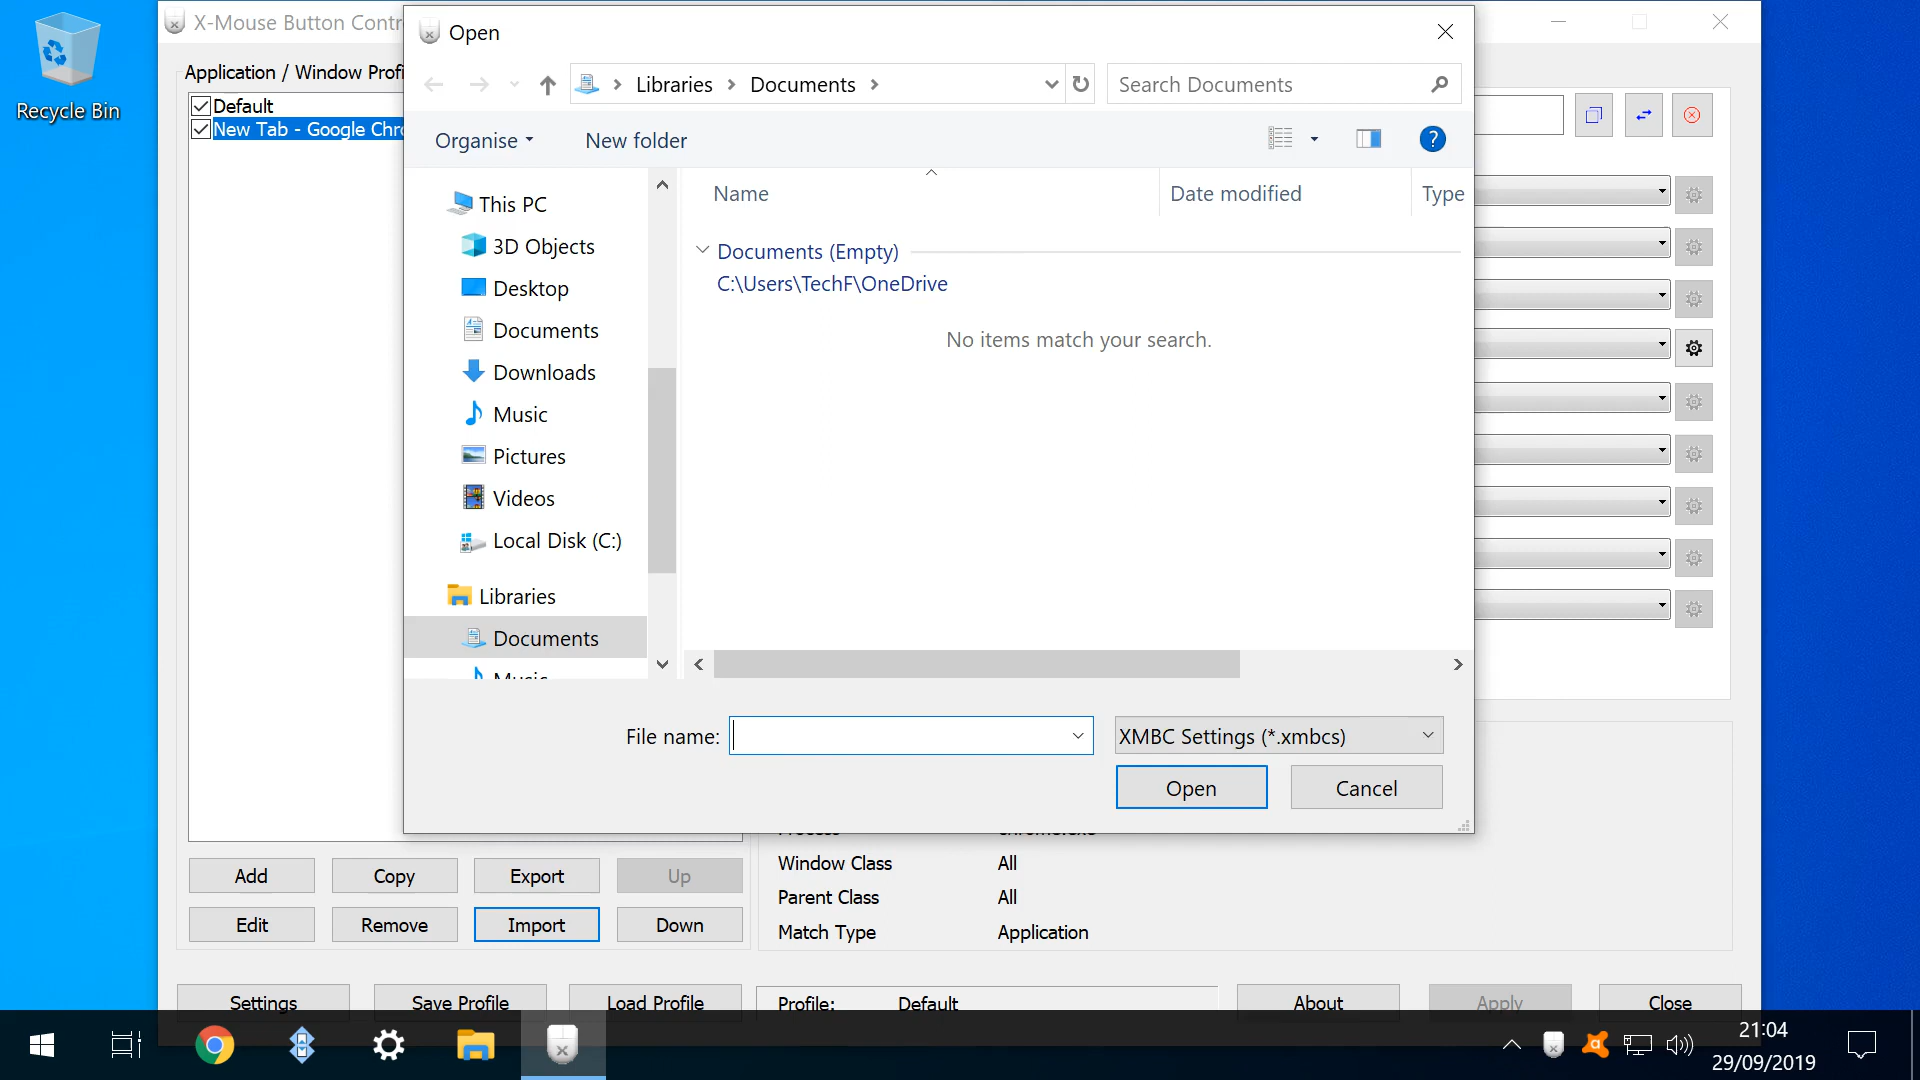 Recycle Bin
X-Mouse Button Contr
Application / Window Profi
Default
New Tab - Google Chr
Open
Libraries
Documents
Search Documents
Organise
New folder
This PC
3D Objects
Desktop
Documents
Downloads
Music
Pictures
Videos
Local Disk (C:)
Libraries
Documents
Music
Name
Date modified
Type
Documents (Empty)
C:\Users\TechF\OneDrive
No items match your search.
File name:
XMBC Settings (*.xmbcs)
Open
Cancel
Process chrome.exe
Window Class All
Parent Class All
Match Type Application
Add
Copy
Export
Up
Edit
Remove
Import
Down
Settings
Save Profile
Load Profile
Profile: Default
About
Apply
Close
21:04
29/09/2019